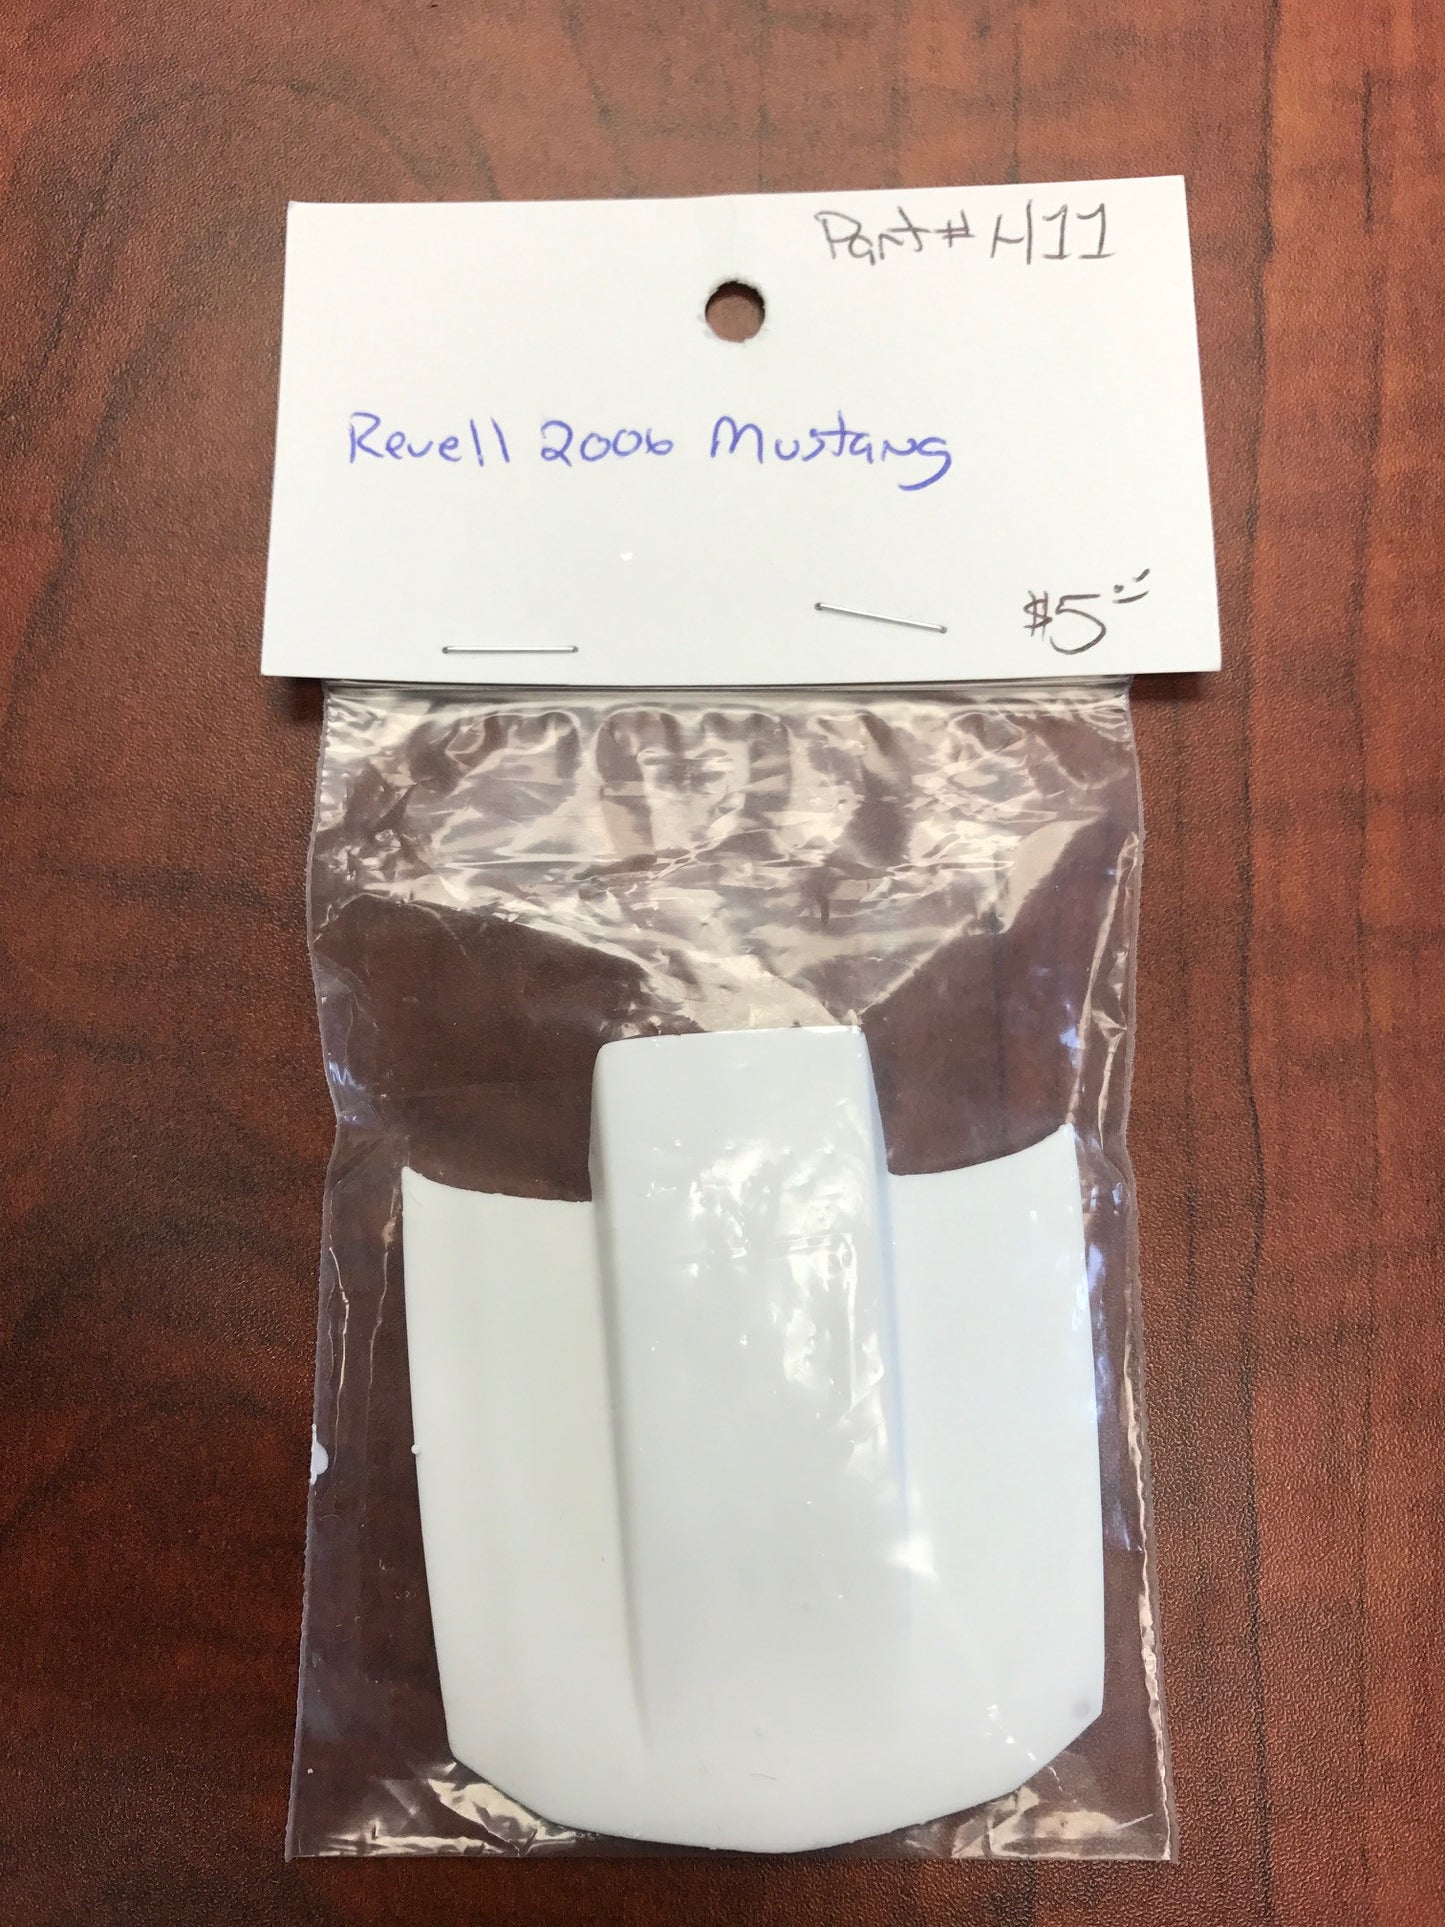 Part # H11
Revell 2006 Mustang
$5